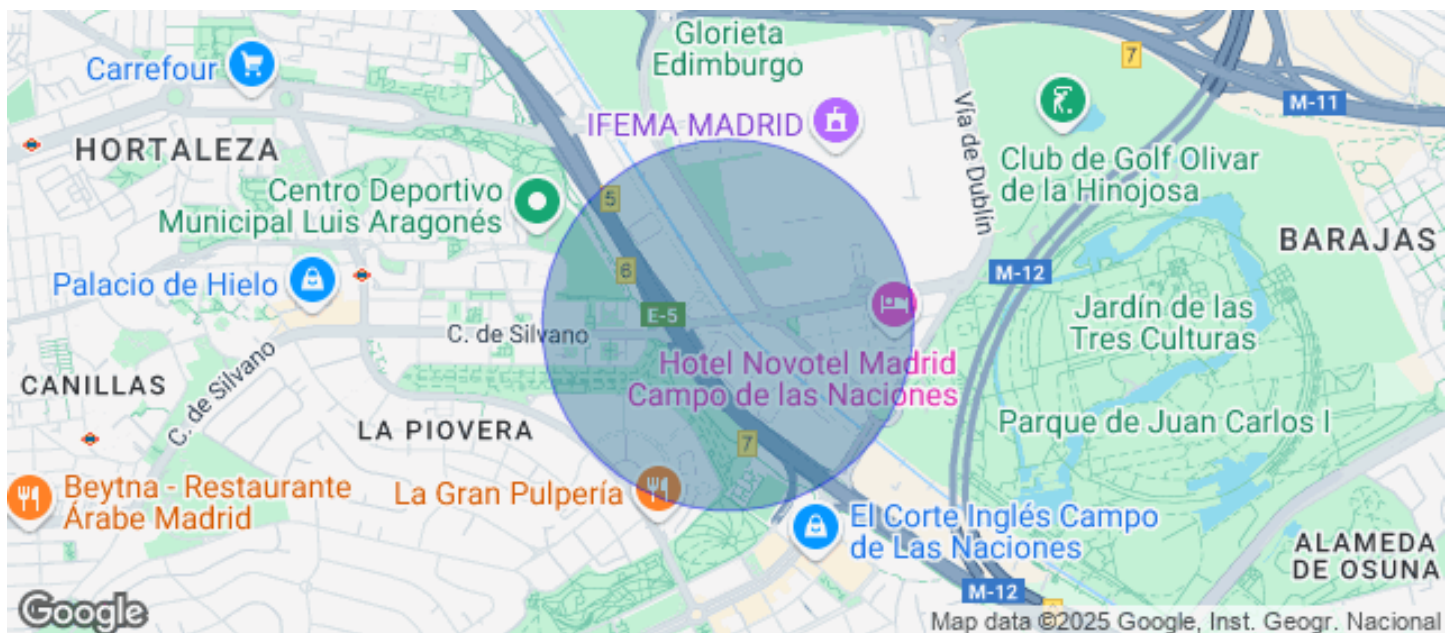 Glorieta
Edimburgo
7
Carrefour
M-11
IFEMA MADRID
Vía de Dublín
HORTALEZA
Club de Golf Olivar
de la Hinojosa
Centro Deportivo
Municipal Luis Aragonés
5
BARAJAS
Palacio de Hielo
6
M-12
E-5
C. de Silvano
Jardín de las
Tres Culturas
Hotel Novotel Madrid
Campo de las Naciones
CANILLAS
C. de Silvano
LA PIOVERA
Parque de Juan Carlos I
7
Beytna - Restaurante
Árabe Madrid
La Gran Pulpería
El Corte Inglés Campo
de Las Naciones
ALAMEDA
DE OSUNA
M-12
Google
Map data ©2025 Google, Inst. Geogr. Nacional